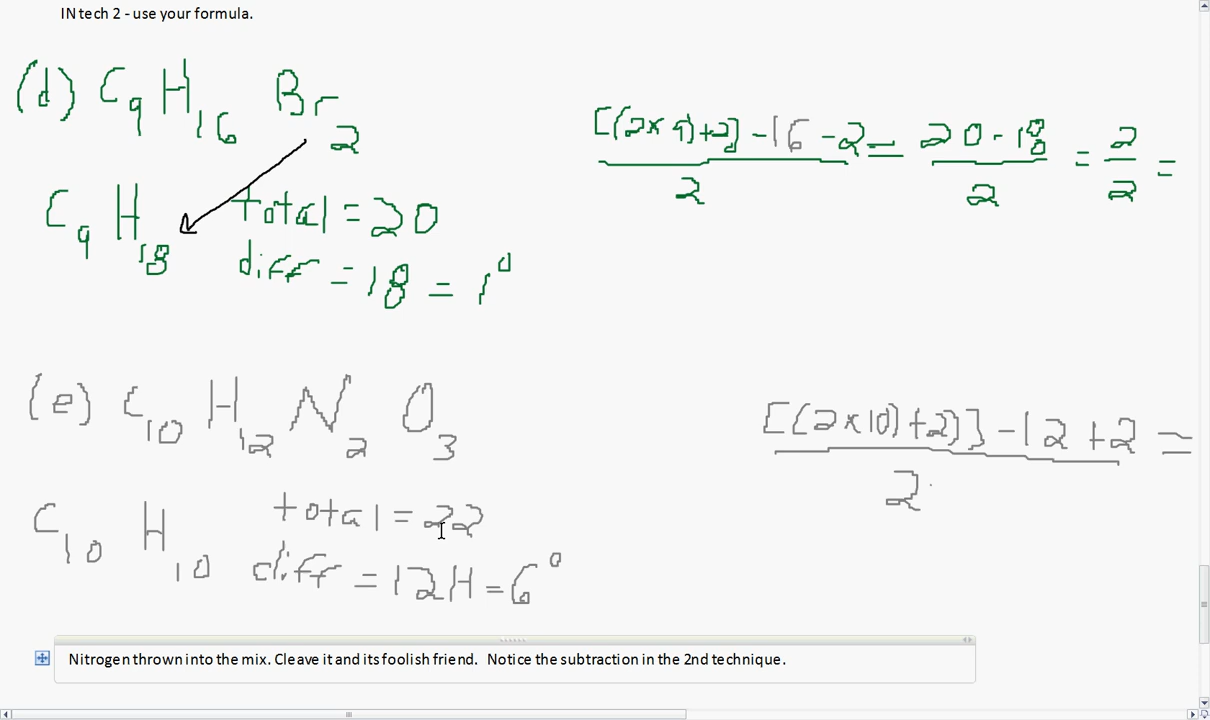 IN tech 2 - use your formula.
(d) C9 H16 Br2
[(2x9)+2] -16 -2 = 20-18 = 2 =
2 2 2
C9 H18 total = 20
diff = 18 = 1°
(e) C10 H12 N2 O3
[(2x10)+2)] -12 +2 =
2
C10 H10 total = 22
diff = 12H = 6°
Nitrogen thrown into the mix. Cleave it and its foolish friend. Notice the subtraction in the 2nd technique.